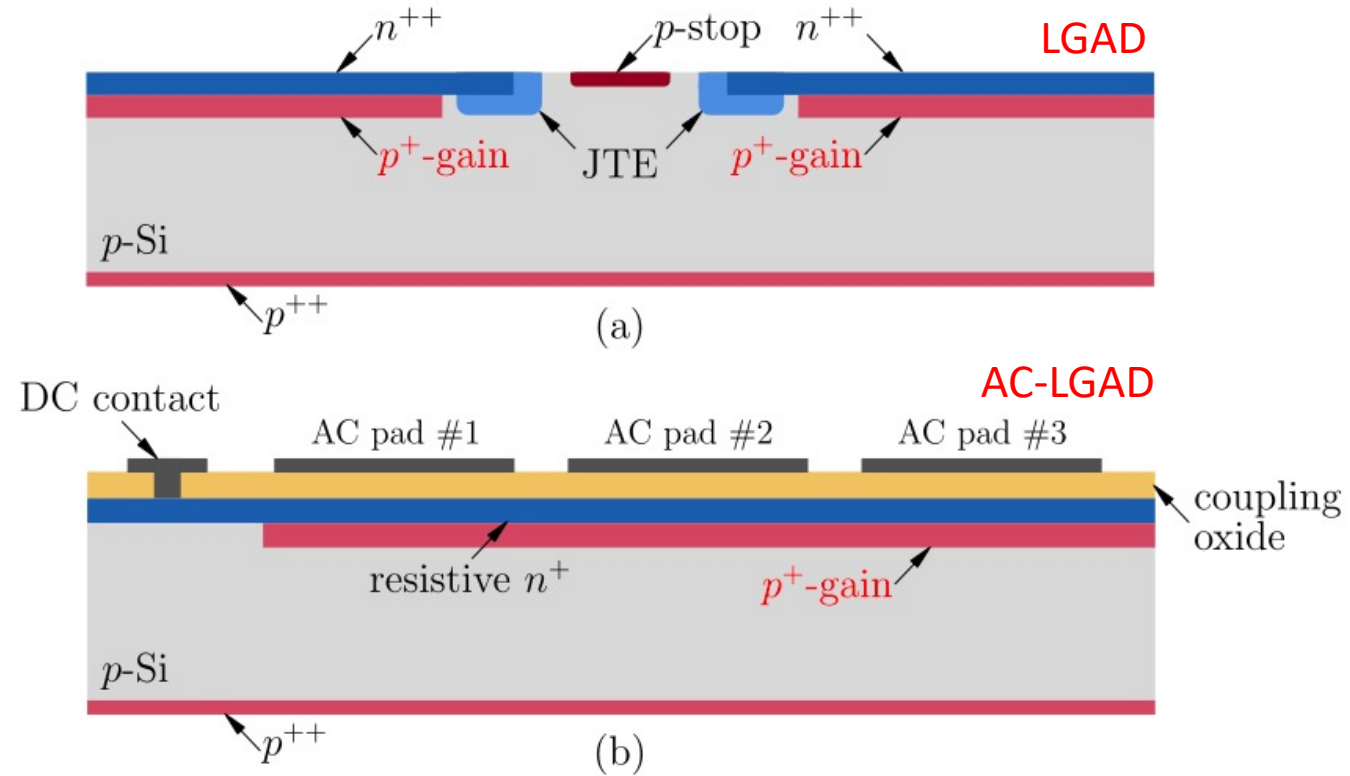 n++
p-stop
n++
LGAD
p+-gain
JTE
p+-gain
p-Si
p++
(a)
AC-LGAD
DC contact
AC pad #1
AC pad #2
AC pad #3
coupling
oxide
resistive n+
p+-gain
p-Si
p++
(b)